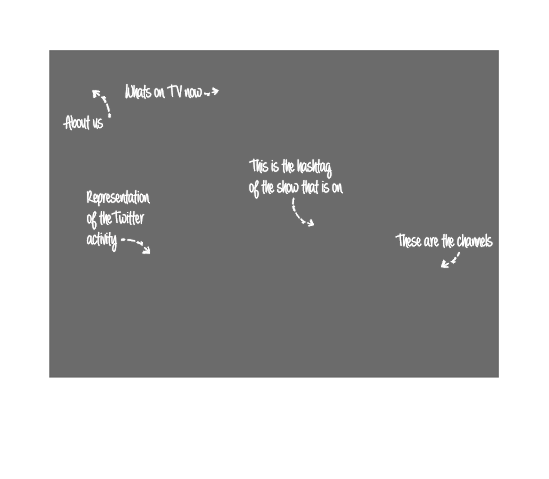 Whats on TV now
About us
This is the hashtag
of the show that is on
Representation
of the Twitter
activity
These are the channels